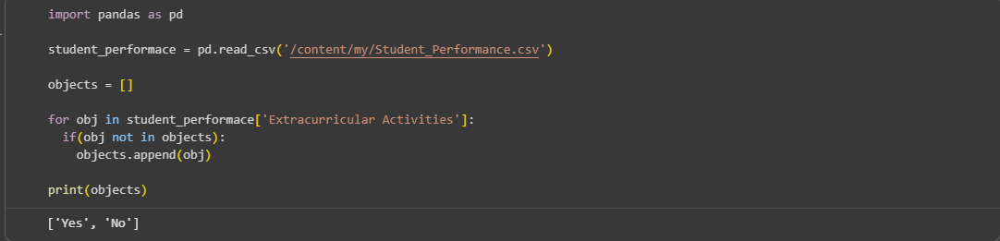 import pandas as pd
student_performace = pd.read_csv('/content/my/Student_Performance.csv')
objects = []
for obj in student_performace['Extracurricular Activities']:
if(obj not in objects):
objects.append(obj)
print(objects)
['Yes', 'No']